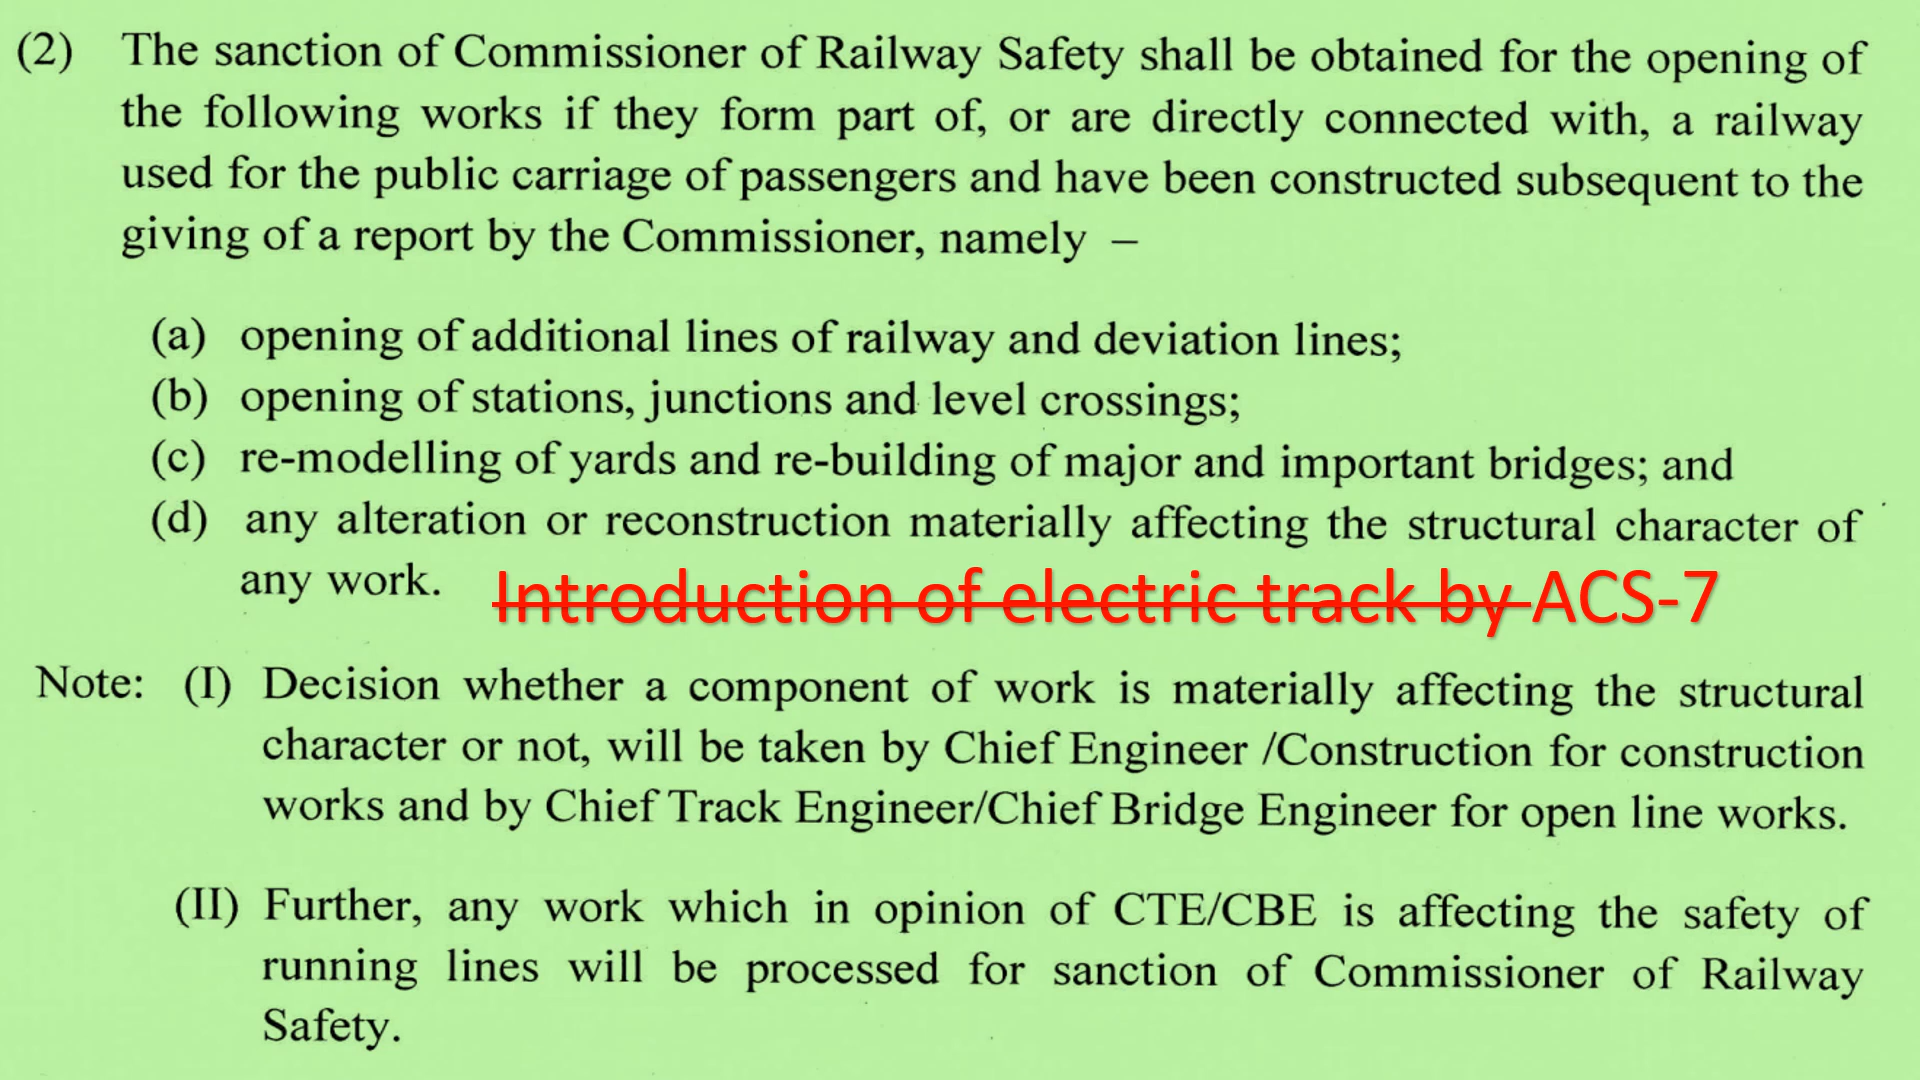 (2) The sanction of Commissioner of Railway Safety shall be obtained for the opening of
the following works if they form part of, or are directly connected with, a railway
used for the public carriage of passengers and have been constructed subsequent to the
giving of a report by the Commissioner, namely –
(a) opening of additional lines of railway and deviation lines;
(b) opening of stations, junctions and level crossings;
(c) re-modelling of yards and re-building of major and important bridges; and
(d) any alteration or reconstruction materially affecting the structural character of
any work. Introduction of electric track by ACS-7
Note: (I) Decision whether a component of work is materially affecting the structural
character or not, will be taken by Chief Engineer /Construction for construction
works and by Chief Track Engineer/Chief Bridge Engineer for open line works.
(II) Further, any work which in opinion of CTE/CBE is affecting the safety of
running lines will be processed for sanction of Commissioner of Railway
Safety.